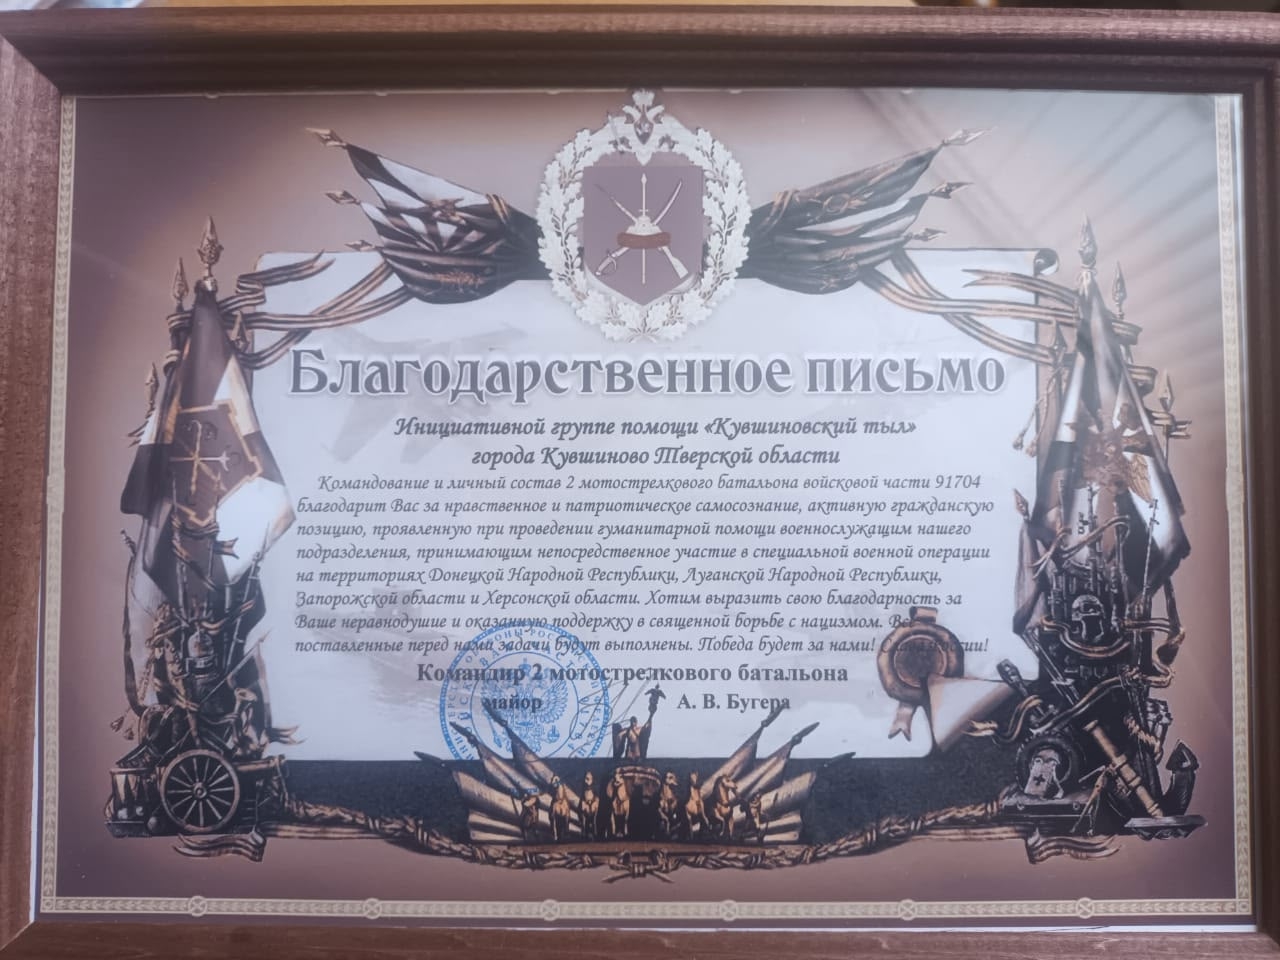 Благодарственное письмо
Инициативной группе помощи «Кувшиновский тыл»
города Кувшиново Тверской области
Командование и личный состав 2 мотострелкового батальона войсковой части 91704
благодарит Вас за нравственное и патриотическое самосознание, активную гражданскую
позицию, проявленную при проведении гуманитарной помощи военнослужащим нашего
подразделения, принимающим непосредственное участие в специальной военной операции
на территориях Донецкой Народной Республики, Луганской Народной Республики,
Запорожской области и Херсонской области. Хотим выразить свою благодарность за
Ваше неравнодушие и оказанную поддержку в священной борьбе с нацизмом. Все
поставленные перед нами задачи будут выполнены. Победа будет за нами! Слава России!
Командир 2 мотострелкового батальона
майор А. В. Бугера